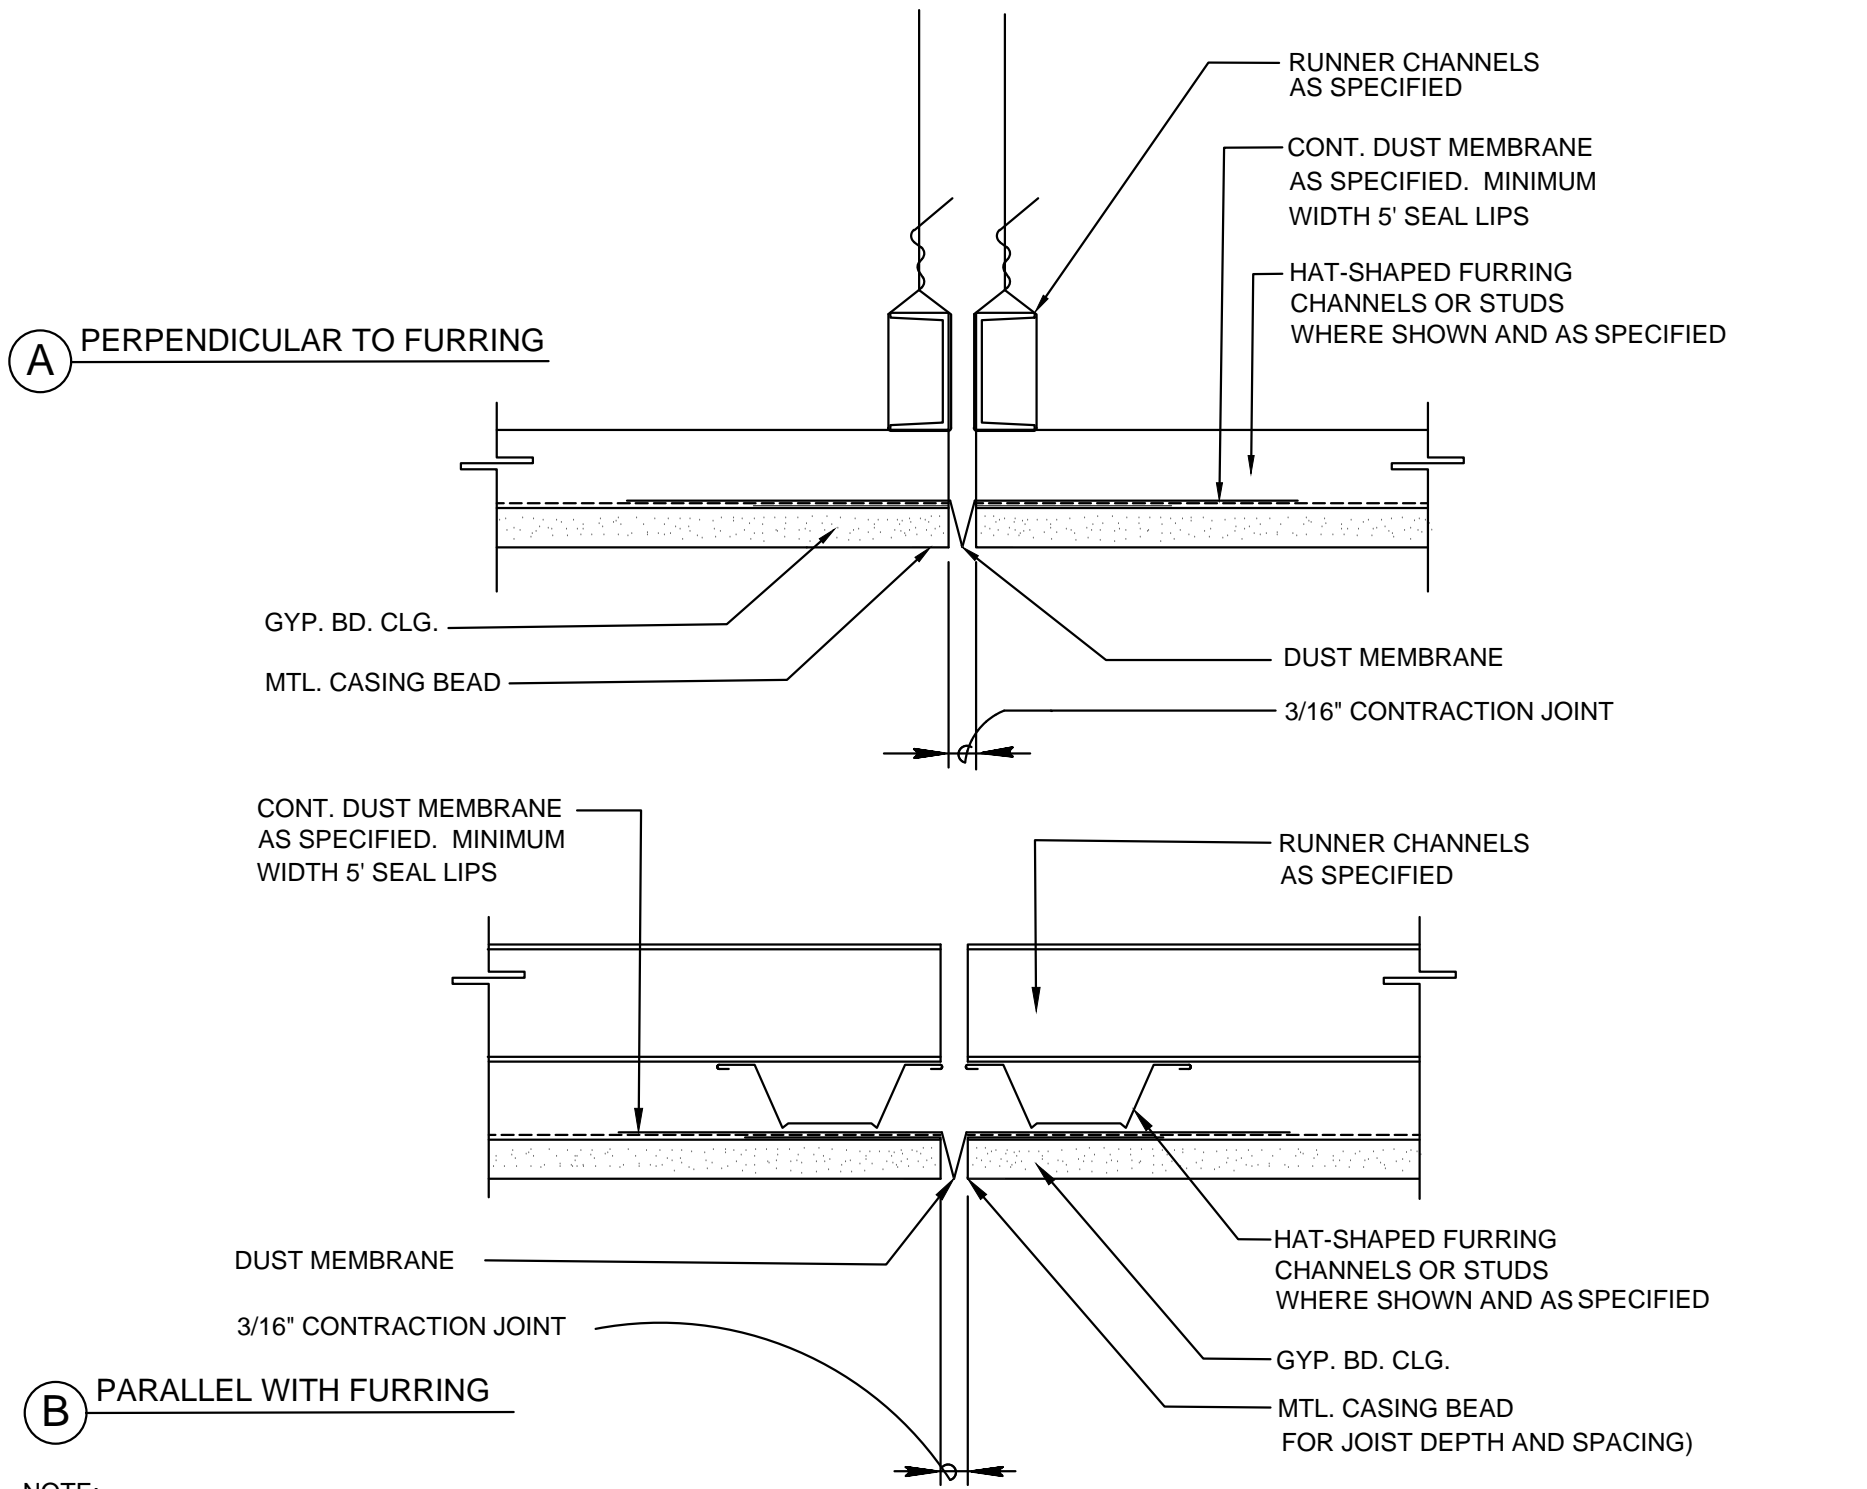 RUNNER CHANNELS
AS SPECIFIED
CONT. DUST MEMBRANE
AS SPECIFIED.  MINIMUM
WIDTH 5' SEAL LIPS
HAT-SHAPED FURRING
CHANNELS OR STUDS
WHERE SHOWN AND AS SPECIFIED
A
PERPENDICULAR TO FURRING
GYP. BD. CLG.
MTL. CASING BEAD
DUST MEMBRANE
3/16" CONTRACTION JOINT
CONT. DUST MEMBRANE
AS SPECIFIED.  MINIMUM
WIDTH 5' SEAL LIPS
RUNNER CHANNELS
AS SPECIFIED
DUST MEMBRANE
3/16" CONTRACTION JOINT
HAT-SHAPED FURRING
CHANNELS OR STUDS
WHERE SHOWN AND AS SPECIFIED
GYP. BD. CLG.
MTL. CASING BEAD
FOR JOIST DEPTH AND SPACING)
B
PARALLEL WITH FURRING
NOTE: